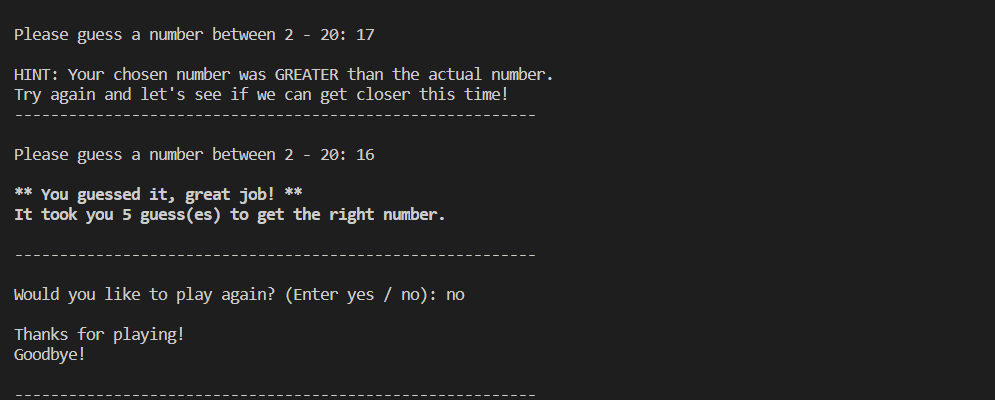 Please guess a number between 2 - 20: 17
HINT: Your chosen number was GREATER than the actual number.
Try again and let's see if we can get closer this time!
----------------------------------------------------------
Please guess a number between 2 - 20: 16
** You guessed it, great job! **
It took you 5 guess(es) to get the right number.
----------------------------------------------------------
Would you like to play again? (Enter yes / no): no
Thanks for playing!
Goodbye!
----------------------------------------------------------